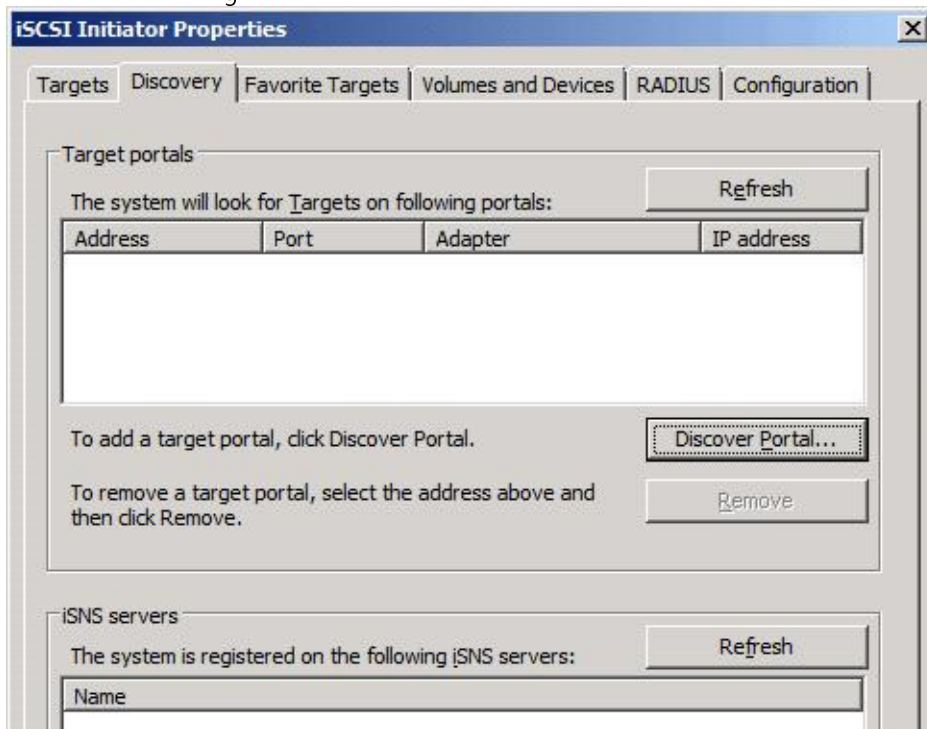 iSCSI Initiator Properties
Targets Discovery Favorite Targets Volumes and Devices RADIUS Configuration
Target portals
The system will look for Targets on following portals:
Refresh
Address Port Adapter IP address
To add a target portal, click Discover Portal.
Discover Portal...
To remove a target portal, select the address above and
then click Remove.
Remove
iSNS servers
The system is registered on the following iSNS servers:
Refresh
Name